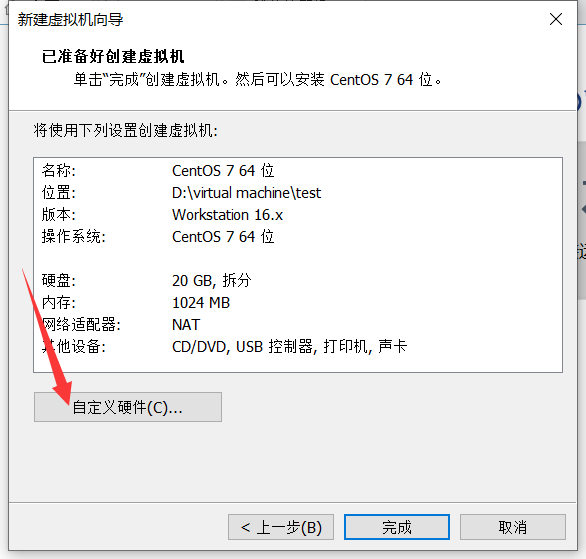 新建虚拟机向导
已准备好创建虚拟机
单击“完成”创建虚拟机。然后可以安装 CentOS 7 64 位。
将使用下列设置创建虚拟机:
名称: CentOS 7 64 位
位置: D:\virtual machine\test
版本: Workstation 16.x
操作系统: CentOS 7 64 位
硬盘: 20 GB, 拆分
内存: 1024 MB
网络适配器: NAT
其他设备: CD/DVD, USB 控制器, 打印机, 声卡
自定义硬件(C)...
< 上一步(B)
完成
取消